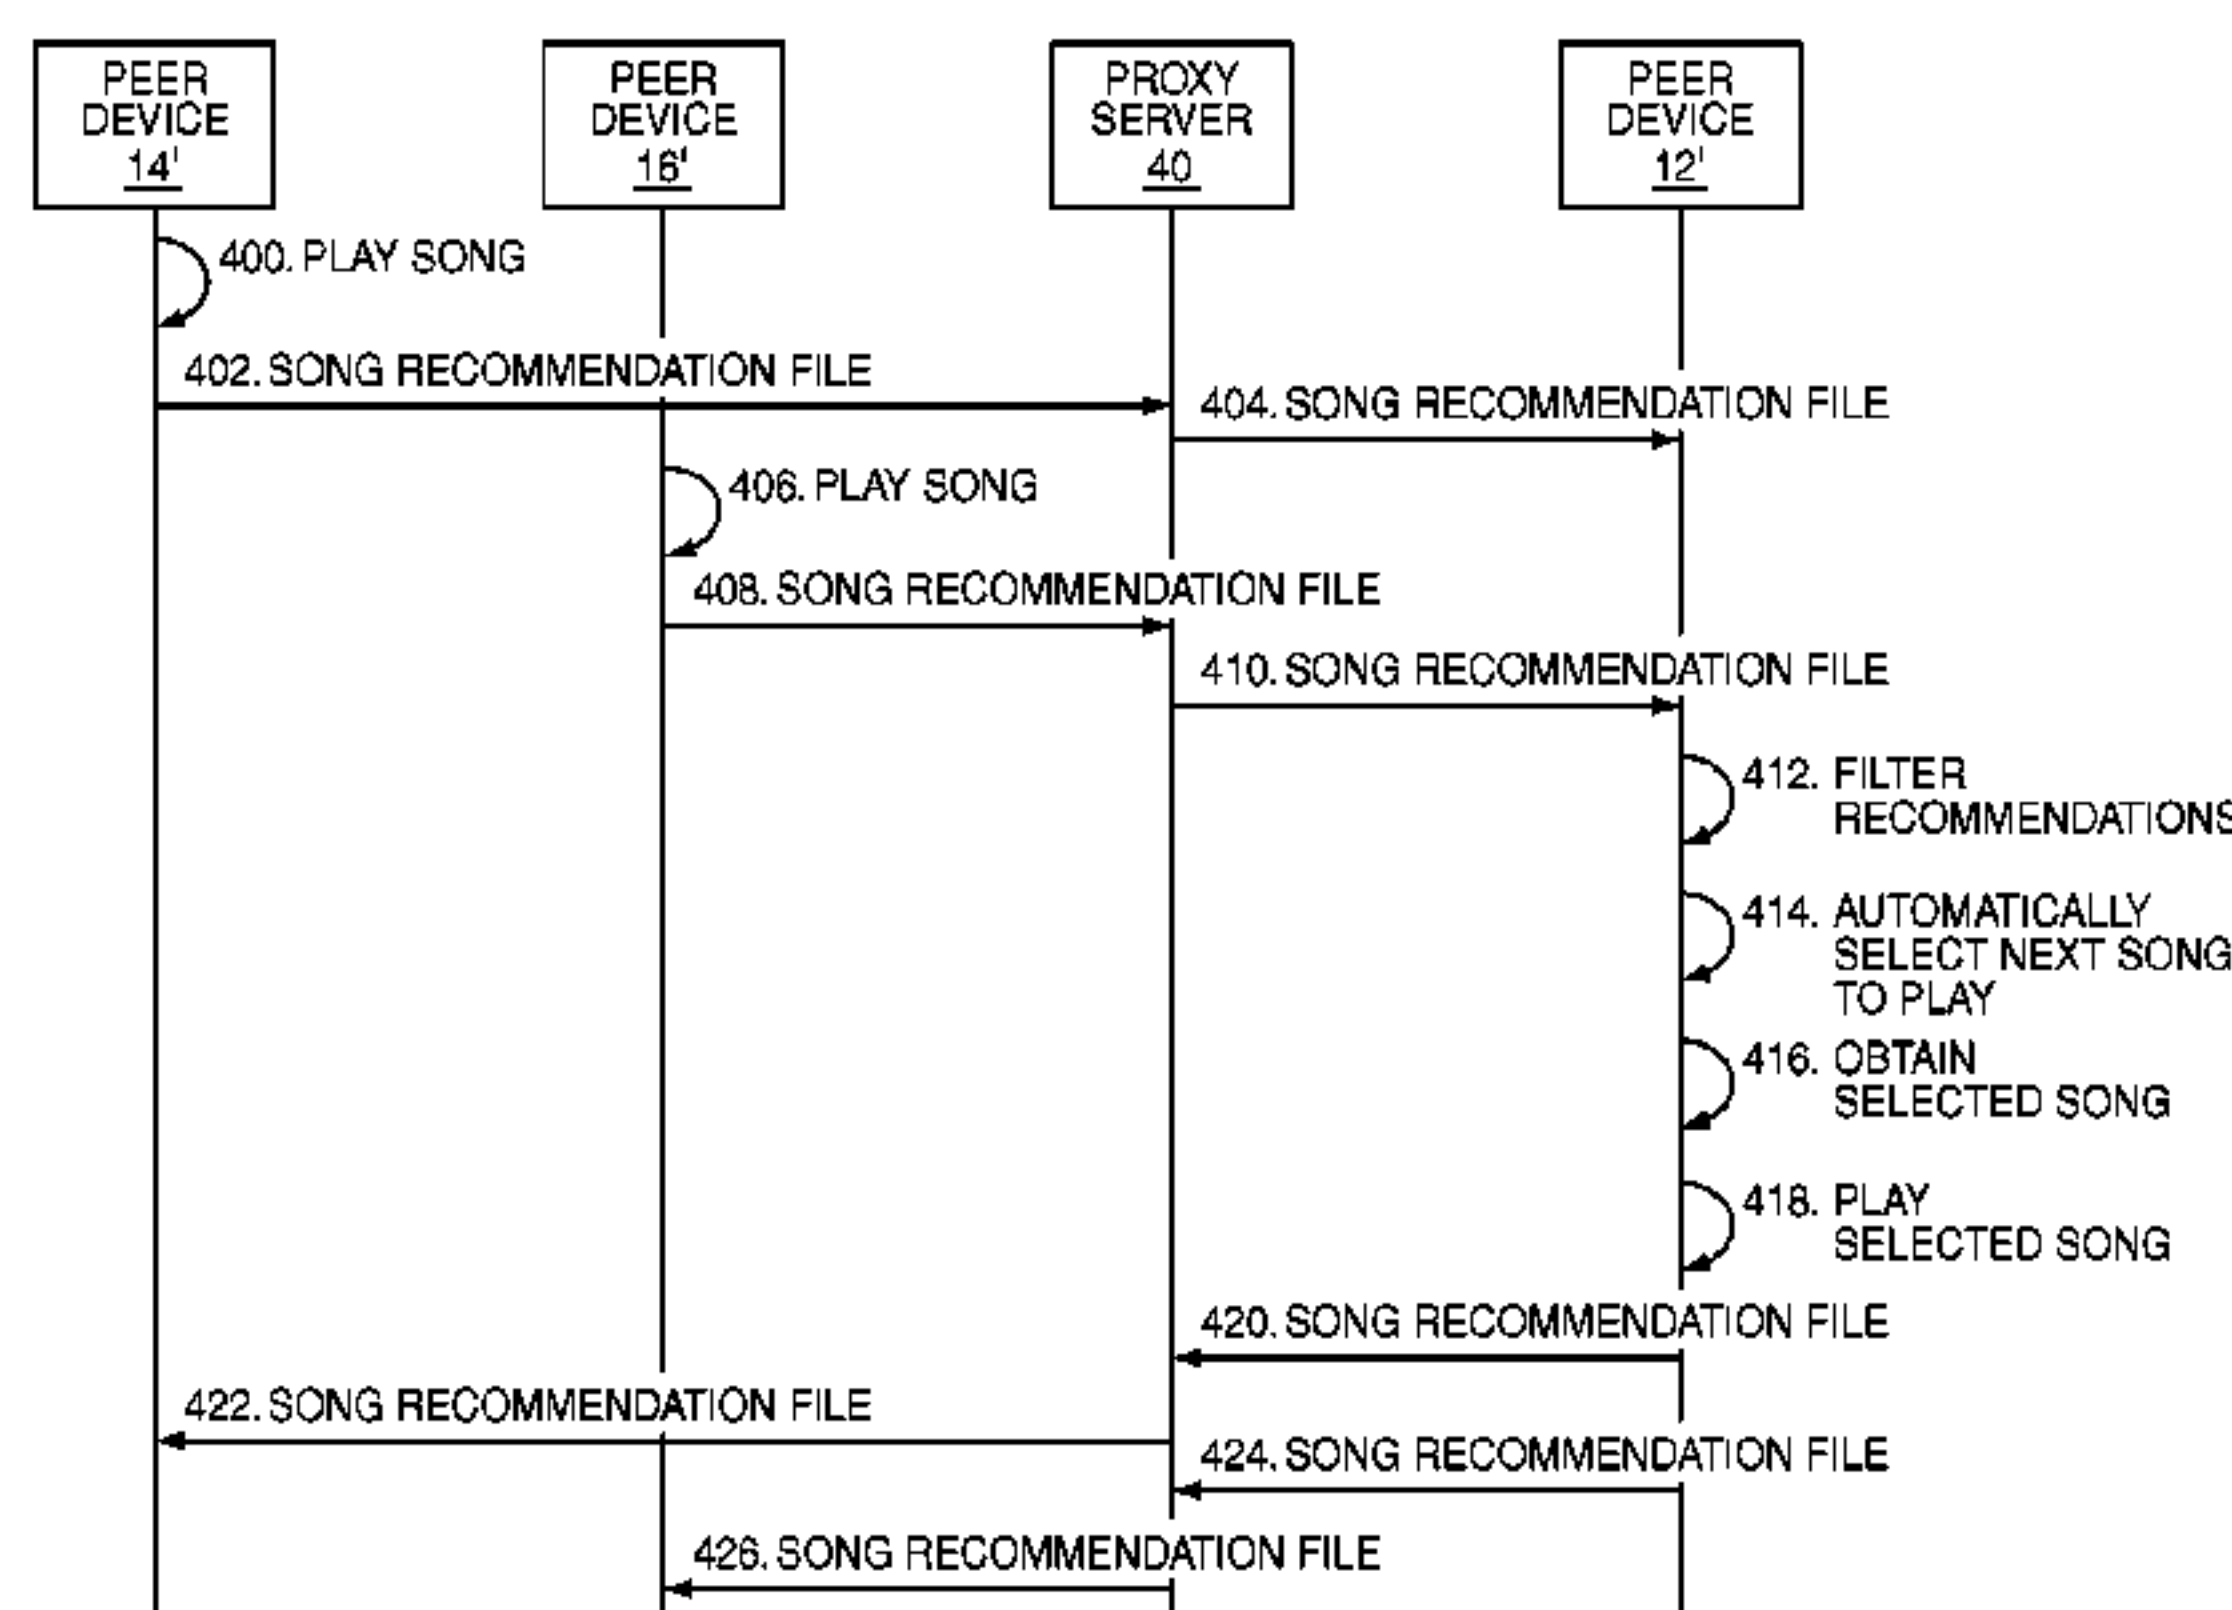 PEER
DEVICE
14'
PEER
DEVICE
16'
PROXY
SERVER
40
PEER
DEVICE
12'
400. PLAY SONG
402. SONG RECOMMENDATION FILE
404. SONG RECOMMENDATION FILE
406. PLAY SONG
408. SONG RECOMMENDATION FILE
410. SONG RECOMMENDATION FILE
412. FILTER
RECOMMENDATIONS
414. AUTOMATICALLY
SELECT NEXT SONG
TO PLAY
416. OBTAIN
SELECTED SONG
418. PLAY
SELECTED SONG
420. SONG RECOMMENDATION FILE
422. SONG RECOMMENDATION FILE
424. SONG RECOMMENDATION FILE
426. SONG RECOMMENDATION FILE